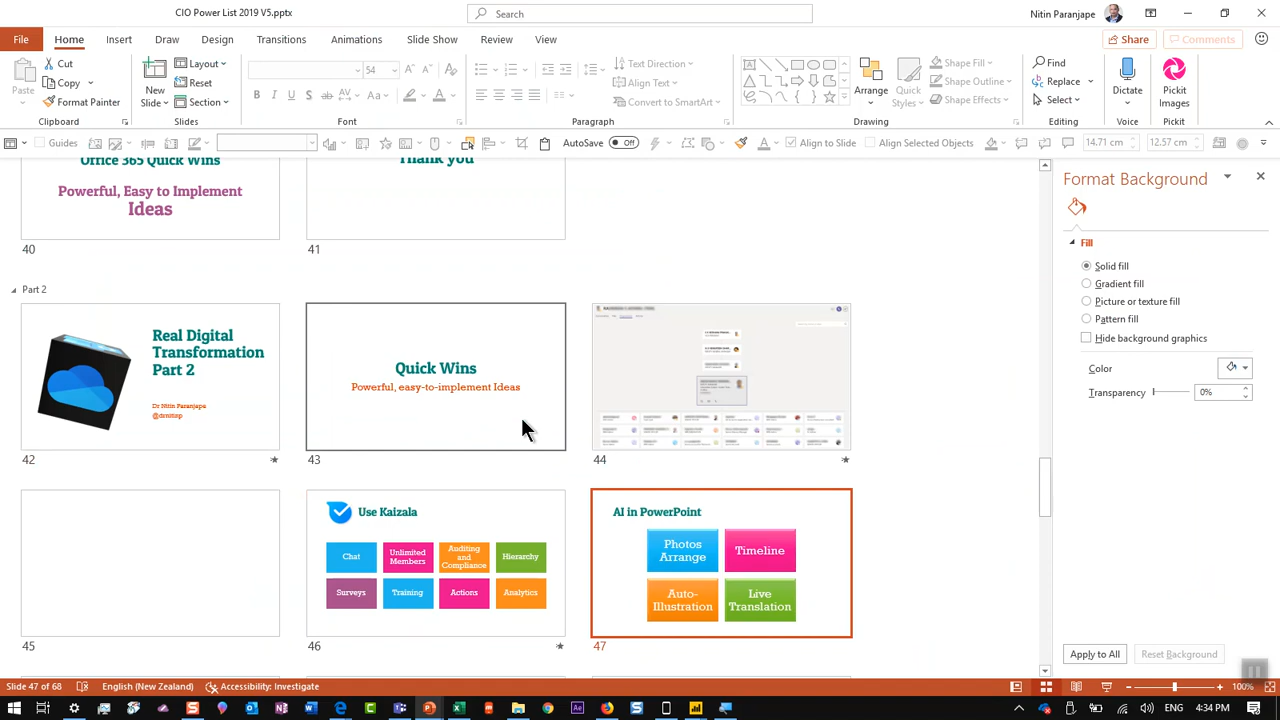 CIO Power List 2019 V5.pptx
Search
Nitin Paranjape
File
Home
Insert
Draw
Design
Transitions
Animations
Slide Show
Review
View
Share
Comments
Paste
Cut
Copy
Format Painter
Clipboard
New
Slide
Layout
Reset
Section
Slides
54
Font
Text Direction
Align Text
Convert to SmartArt
Paragraph
Arrange
Quick
Styles
Shape Fill
Shape Outline
Shape Effects
Drawing
Find
Replace
Select
Editing
Dictate
Voice
Pickit
Images
Pickit
Guides
AutoSave
Off
Align to Slide
Align Selected Objects
14.71 cm
12.57 cm
Office 365 Quick Wins
Powerful, Easy to Implement
Ideas
40
Thank you
41
Part 2
Real Digital
Transformation
Part 2
Dr Nitin Paranjape
@drnitinp
42
Quick Wins
Powerful, easy-to-implement Ideas
43
44
45
Use Kaizala
Chat
Unlimited
Members
Auditing
and
Compliance
Hierarchy
Surveys
Training
Actions
Analytics
46
AI in PowerPoint
Photos
Arrange
Timeline
Auto-
Illustration
Live
Translation
47
Format Background
Fill
Solid fill
Gradient fill
Picture or texture fill
Pattern fill
Hide background graphics
Color
Transparency
0%
Apply to All
Reset Background
Slide 47 of 68
English (New Zealand)
Accessibility: Investigate
100%
ENG
4:34 PM